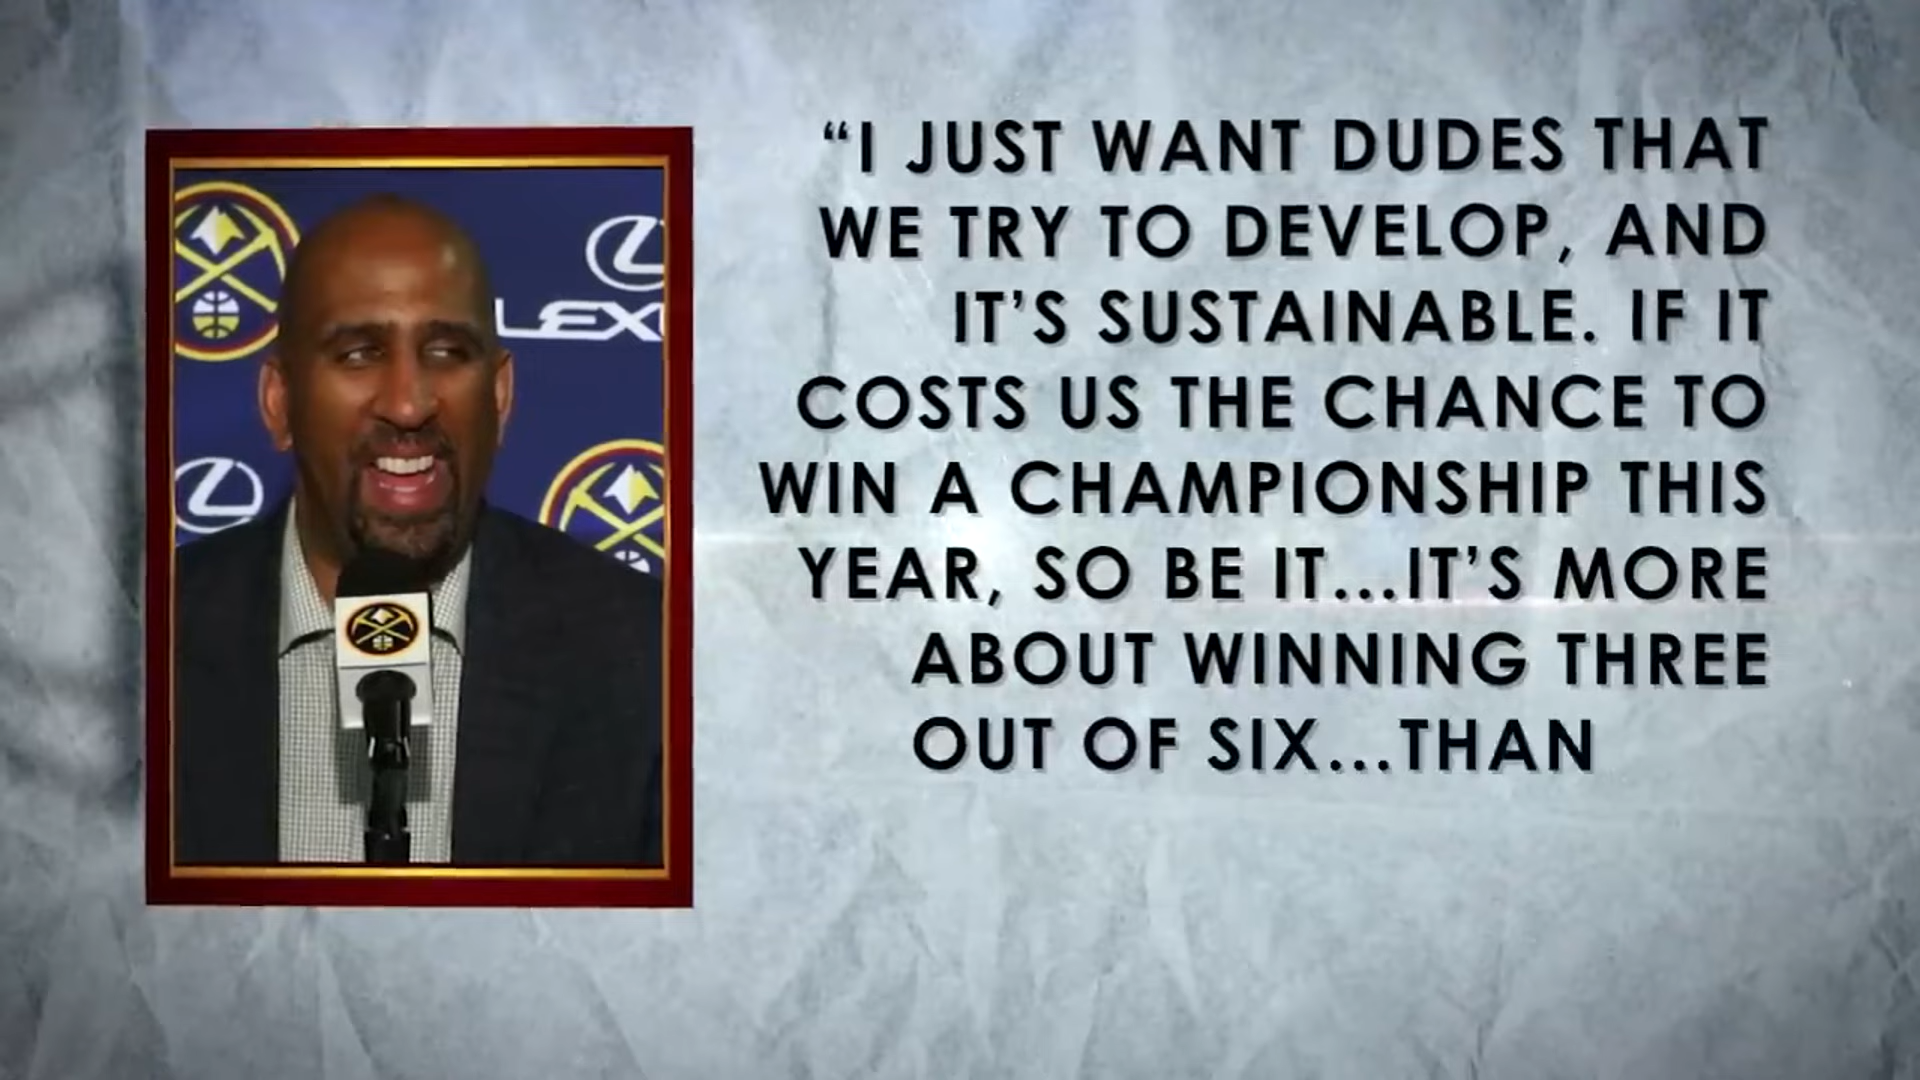 “I JUST WANT DUDES THAT
WE TRY TO DEVELOP, AND
IT’S SUSTAINABLE. IF IT
COSTS US THE CHANCE TO
WIN A CHAMPIONSHIP THIS
YEAR, SO BE IT...IT’S MORE
ABOUT WINNING THREE
OUT OF SIX...THAN